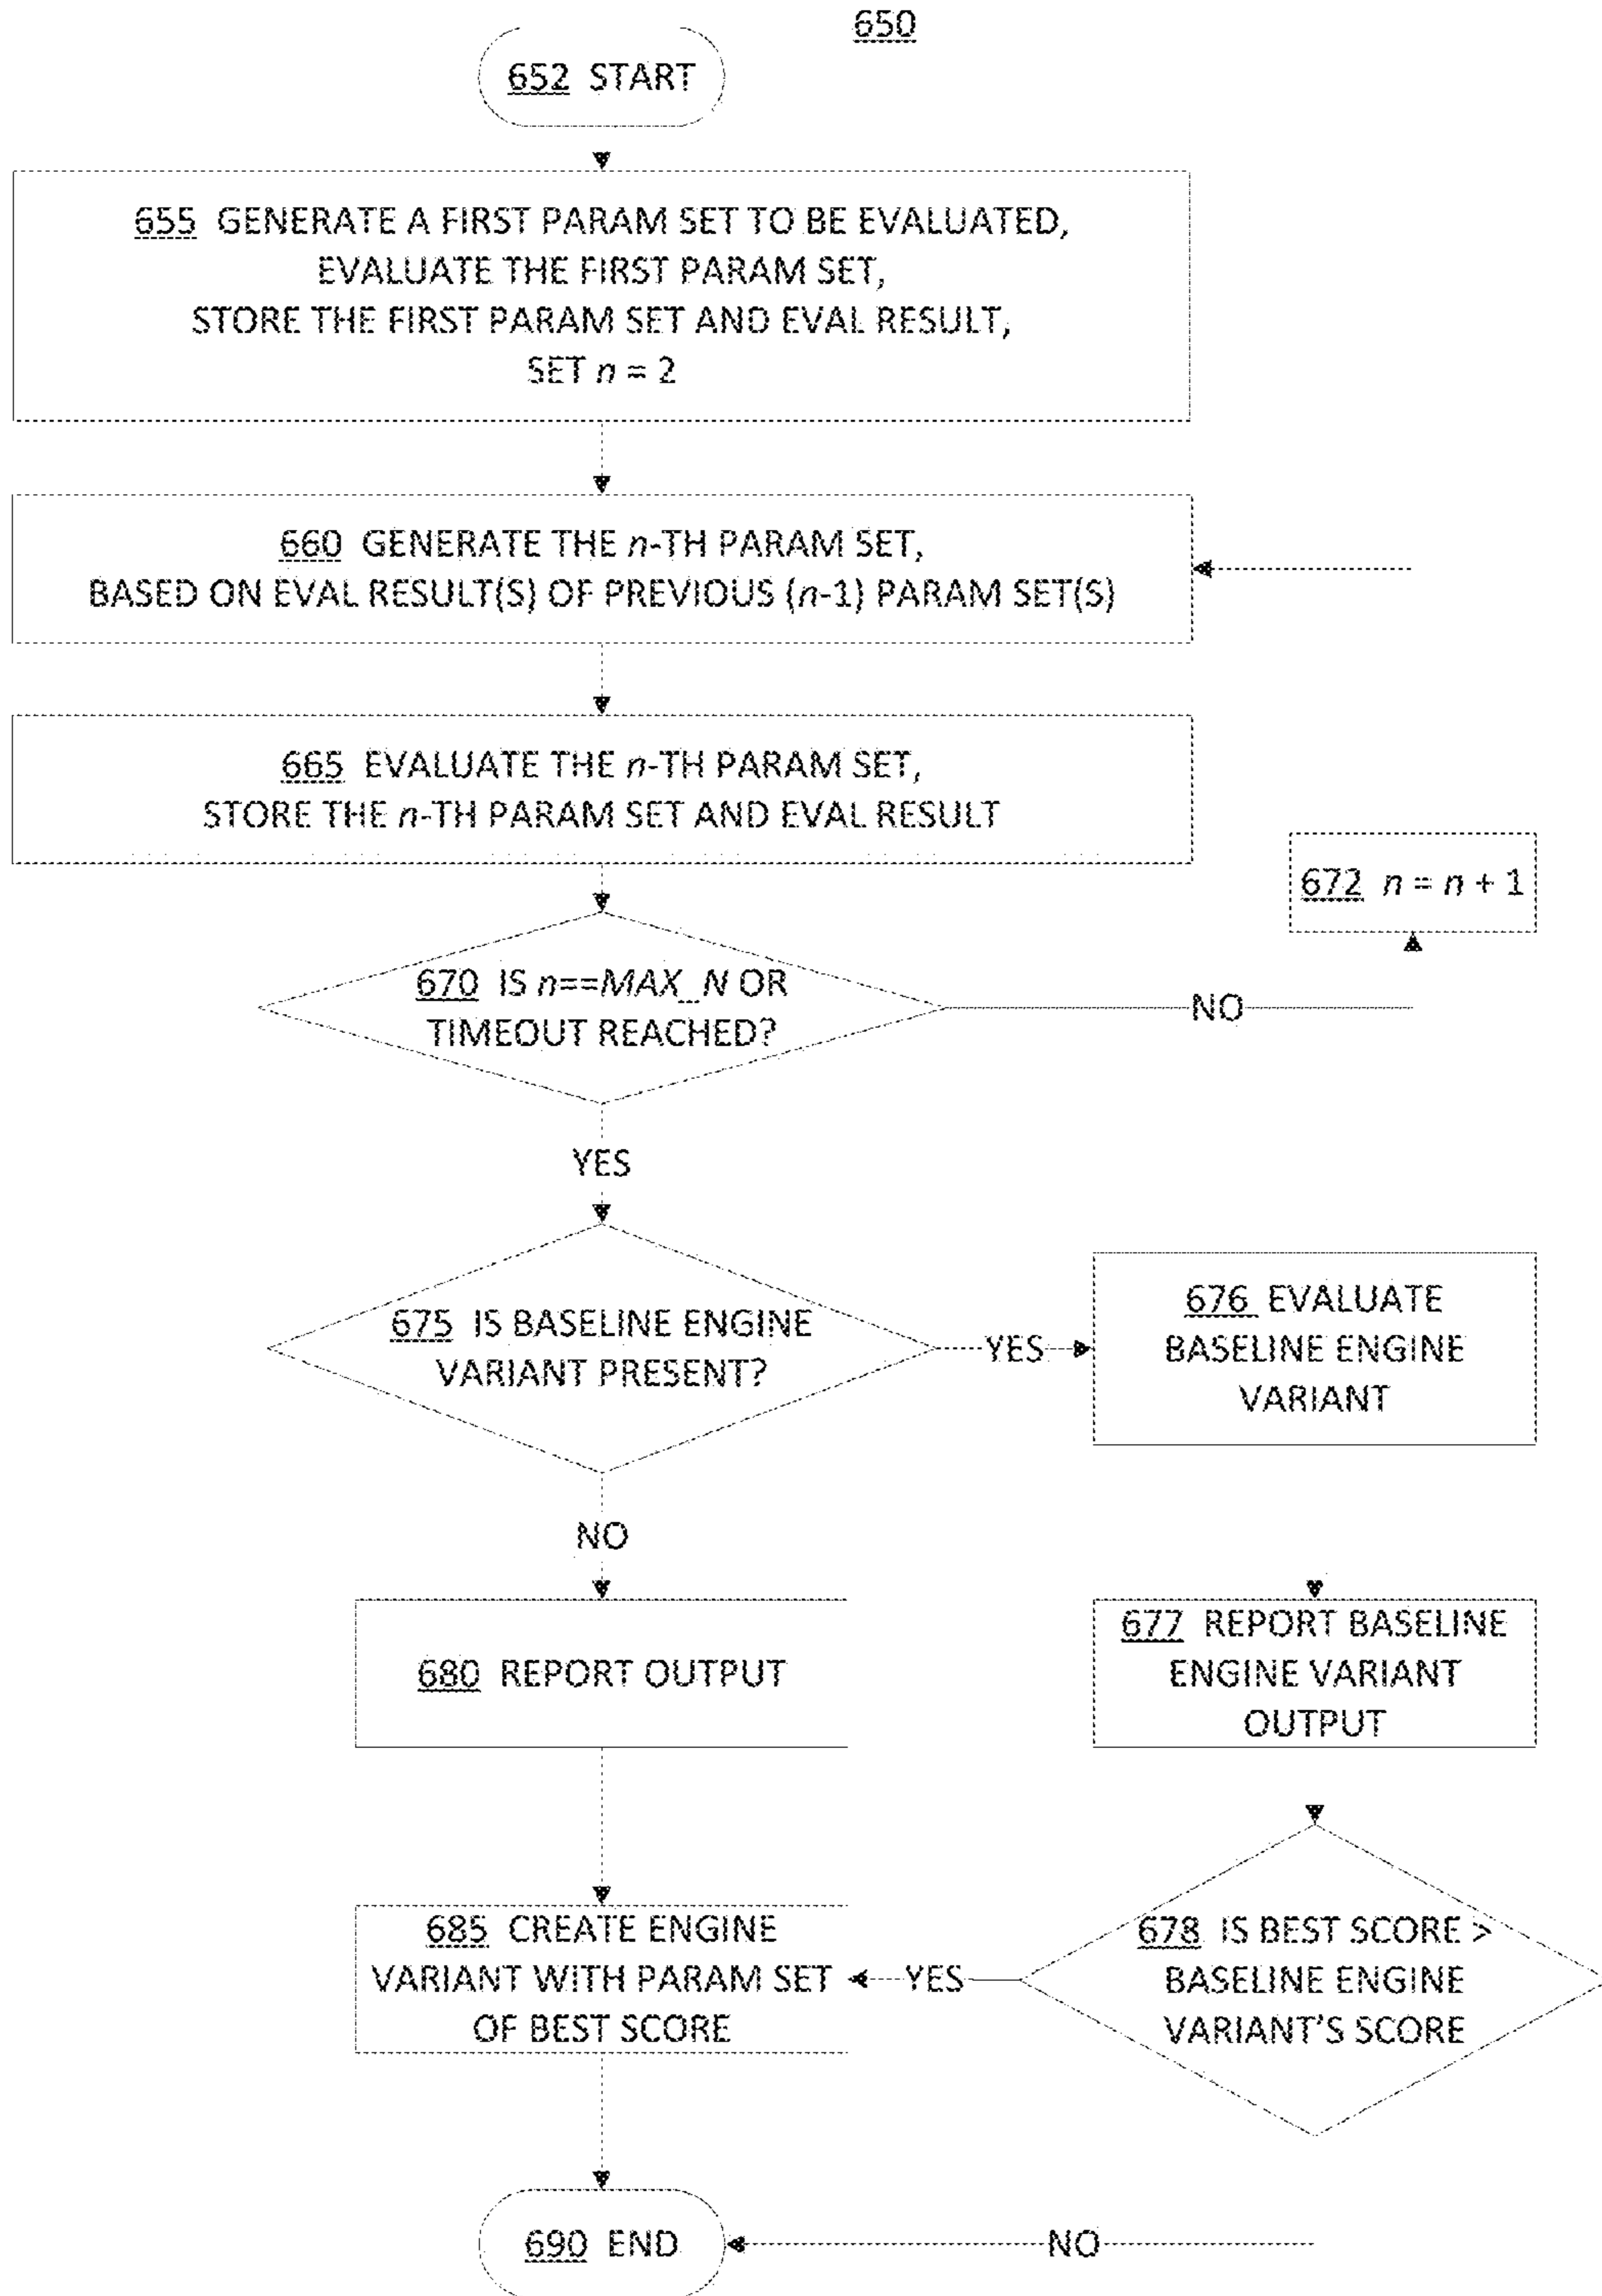 650
652 START
655 GENERATE A FIRST PARAM SET TO BE EVALUATED,
EVALUATE THE FIRST PARAM SET,
STORE THE FIRST PARAM SET AND EVAL RESULT,
SET n = 2
660 GENERATE THE n-TH PARAM SET,
BASED ON EVAL RESULT(S) OF PREVIOUS (n-1) PARAM SET(S)
665 EVALUATE THE n-TH PARAM SET,
STORE THE n-TH PARAM SET AND EVAL RESULT
672 n = n + 1
670 IS n==MAX_N OR
TIMEOUT REACHED?
NO
YES
675 IS BASELINE ENGINE
VARIANT PRESENT?
YES
676 EVALUATE
BASELINE ENGINE
VARIANT
NO
680 REPORT OUTPUT
677 REPORT BASELINE
ENGINE VARIANT
OUTPUT
685 CREATE ENGINE
VARIANT WITH PARAM SET
OF BEST SCORE
YES
678 IS BEST SCORE >
BASELINE ENGINE
VARIANT'S SCORE
690 END
NO